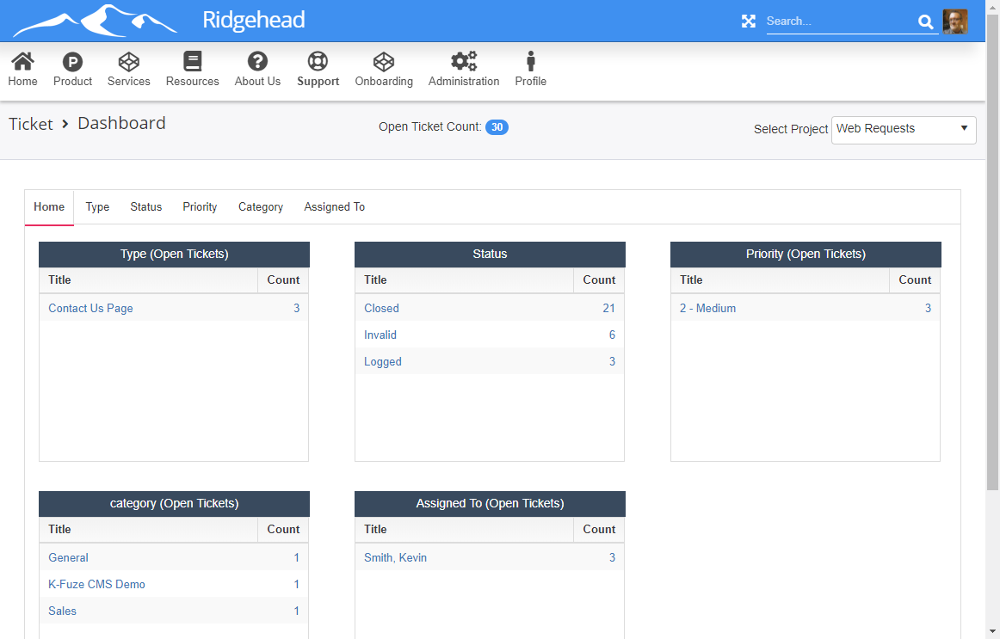 Ridgehead
Search...
Home Product Services Resources About Us Support Onboarding Administration Profile
Ticket Dashboard
Open Ticket Count: 30
Select Project Web Requests
Home Type Status Priority Category Assigned To
Type (Open Tickets)
Title Count
Contact Us Page 3
Status
Title Count
Closed 21
Invalid 6
Logged 3
Priority (Open Tickets)
Title Count
2 - Medium 3
category (Open Tickets)
Title Count
General 1
K-Fuze CMS Demo 1
Sales 1
Assigned To (Open Tickets)
Title Count
Smith, Kevin 3